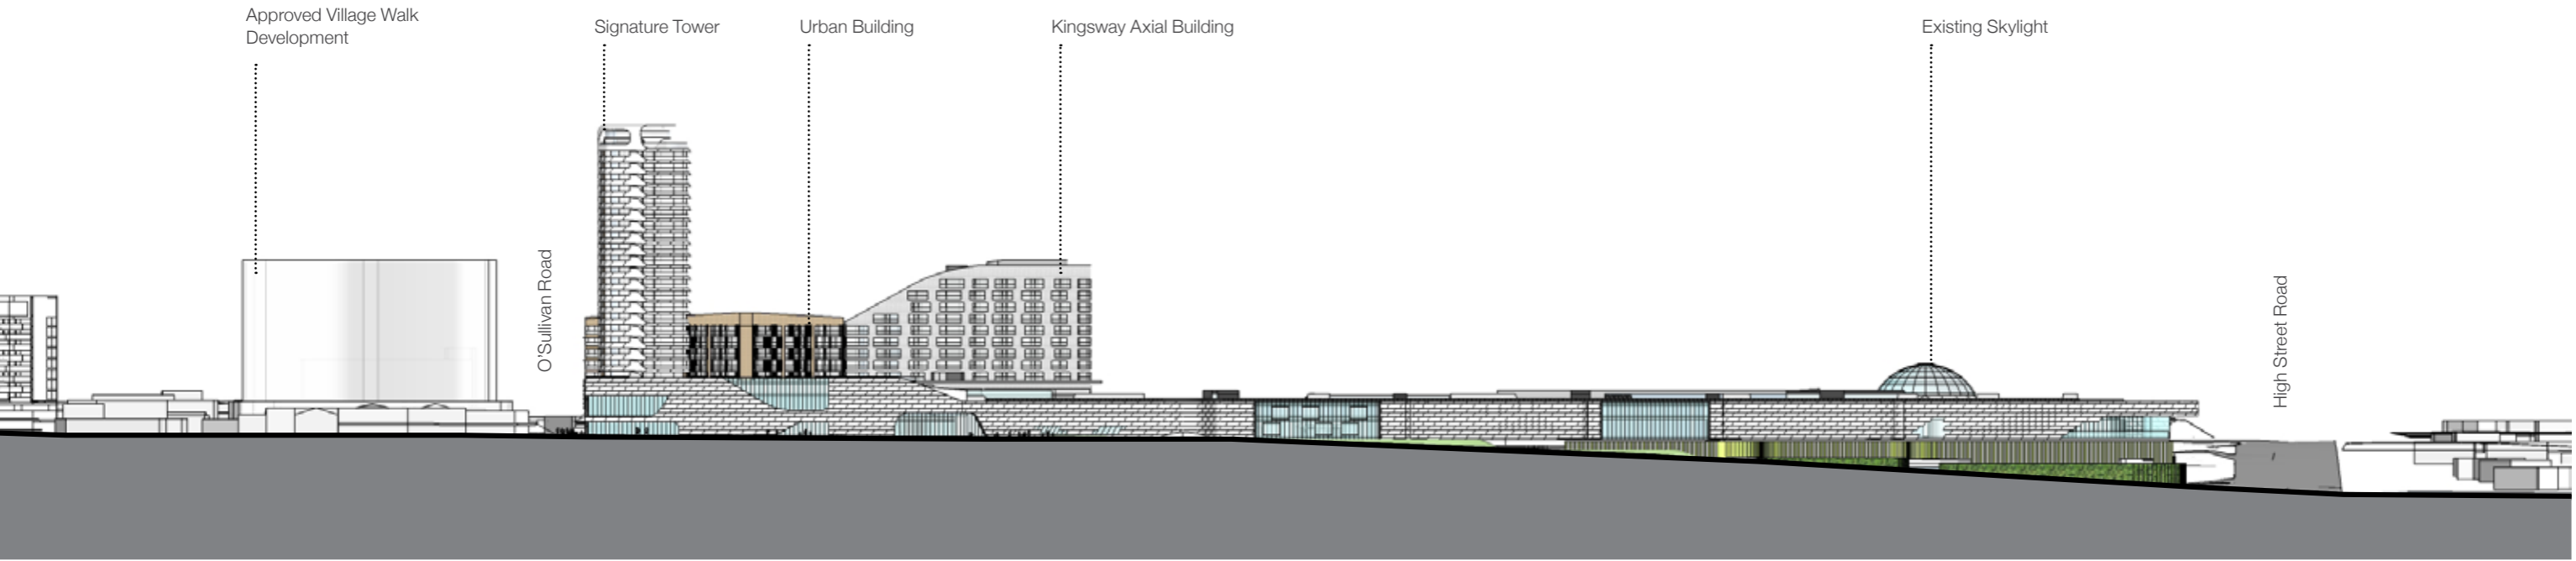 Approved Village Walk
Development
Signature Tower
Urban Building
Kingsway Axial Building
Existing Skylight
O'Sullivan Road
High Street Road